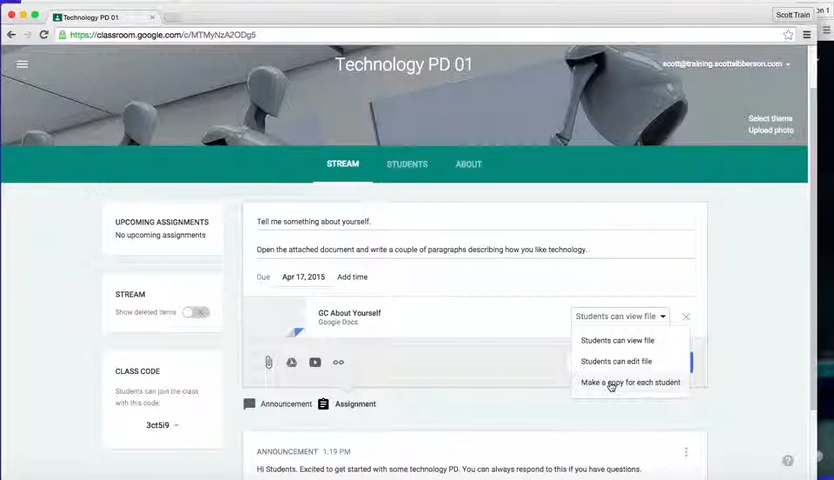 Technology PD 01
Scott Train
on 1
https://classroom.google.com/c/MTMyNzA2ODg5
Technology PD 01
scott@training.scottsibberson.com
Select theme
Upload photo
STREAM
STUDENTS
ABOUT
UPCOMING ASSIGNMENTS
No upcoming assignments
STREAM
Show deleted items
CLASS CODE
Students can join the class
with this code:
3ct5i9
Tell me something about yourself.
Open the attached document and write a couple of paragraphs describing how you like technology.
Due Apr 17, 2015 Add time
GC About Yourself
Google Docs
Students can view file
Students can view file
Students can edit file
Make a copy for each student
Announcement
Assignment
ANNOUNCEMENT 1:19 PM
Hi Students. Excited to get started with some technology PD. You can always respond to this if you have questions.